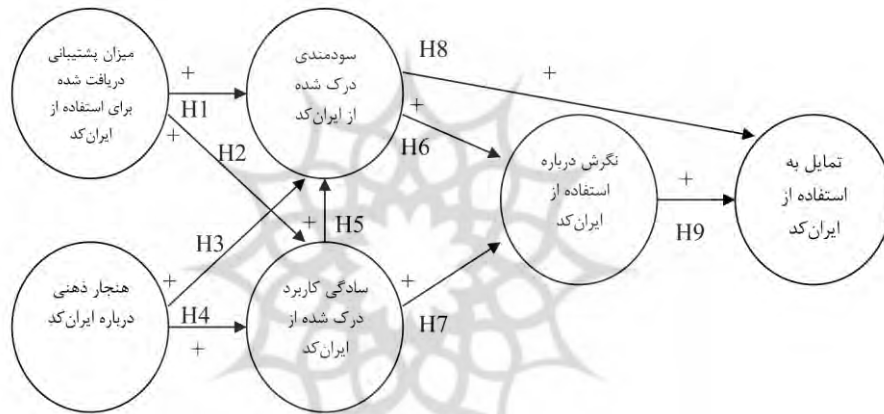 میزان پشتیبانی
دریافت شده
برای استفاده از
ایران‌کد
+
H1
+
H2
سودمندی
درک شده
از ایران‌کد
H8
+
+
H6
نگرش درباره
استفاده از
ایران‌کد
+
H9
تمایل به
استفاده از
ایران‌کد
H3
+
H5
هنجار ذهنی
درباره ایران‌کد
+
H4
+
سادگی کاربرد
درک شده از
ایران‌کد
+
H7